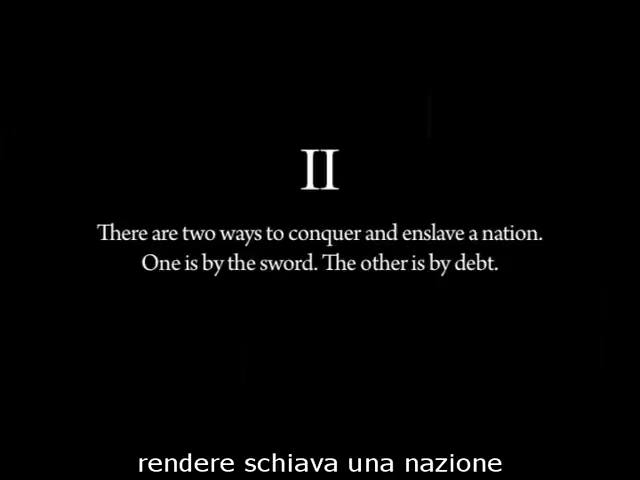 II
There are two ways to conquer and enslave a nation.
One is by the sword. The other is by debt.
rendere schiava una nazione